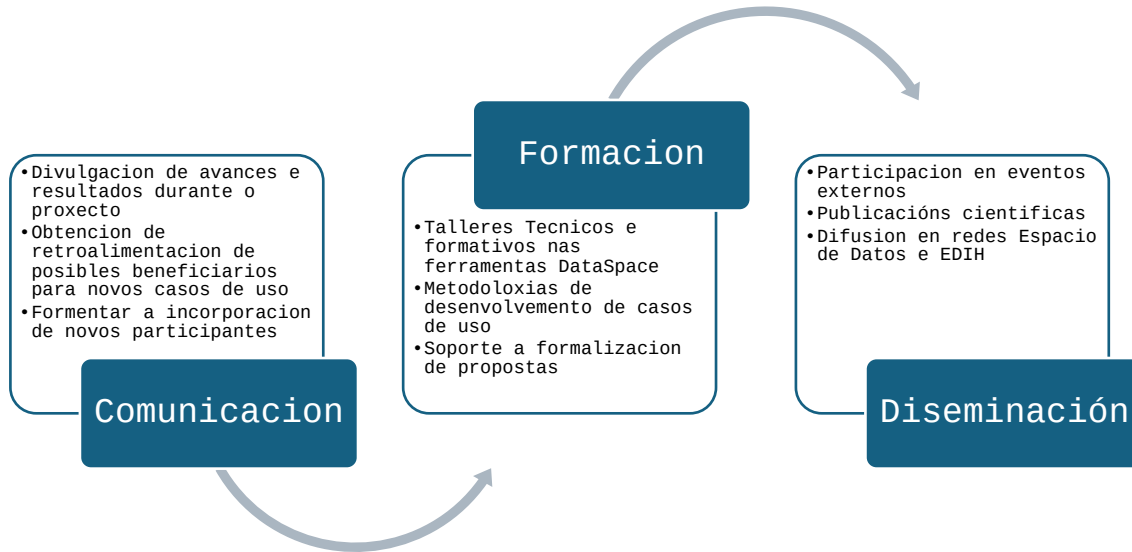 •Divulgacion de avances e
resultados durante o
proxecto
•Obtencion de
retroalimentacion de
posibles beneficiarios
para novos casos de uso
•Formentar a incorporacion
de novos participantes
Comunicacion
Formacion
•Talleres Tecnicos e
formativos nas
ferramentas DataSpace
•Metodoloxias de
desenvolvemento de casos
de uso
•Soporte a formalizacion
de propostas
•Participacion en eventos
externos
•Publicacións cientificas
•Difusion en redes Espacio
de Datos e EDIH
Diseminación